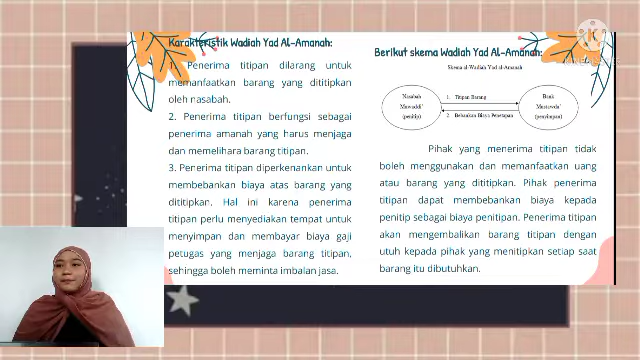 Karakteristik Wadiah Yad Al-Amanah:
1. Penerima titipan dilarang untuk
memanfaatkan barang yang dititipkan
oleh nasabah.
2. Penerima titipan berfungsi sebagai
penerima amanah yang harus menjaga
dan memelihara barang titipan.
3. Penerima titipan diperkenankan untuk
membebankan biaya atas barang yang
dititipkan. Hal ini karena penerima
titipan perlu menyediakan tempat untuk
menyimpan dan membayar biaya gaji
petugas yang menjaga barang titipan,
sehingga boleh meminta imbalan jasa.
Berikut skema Wadiah Yad Al-Amanah:
Skema al-Wadiah Yad al-Amanah
Nasabah
Muwaddi'
(penitip)
1. Titipan Barang
2. Bebankan Biaya Penetapan
Bank
Mustawda'
(penyimpan)
Pihak yang menerima titipan tidak
boleh menggunakan dan memanfaatkan uang
atau barang yang dititipkan. Pihak penerima
titipan dapat membebankan biaya kepada
penitip sebagai biaya penitipan. Penerima titipan
akan mengembalikan barang titipan dengan
utuh kepada pihak yang menitipkan setiap saat
barang itu dibutuhkan.